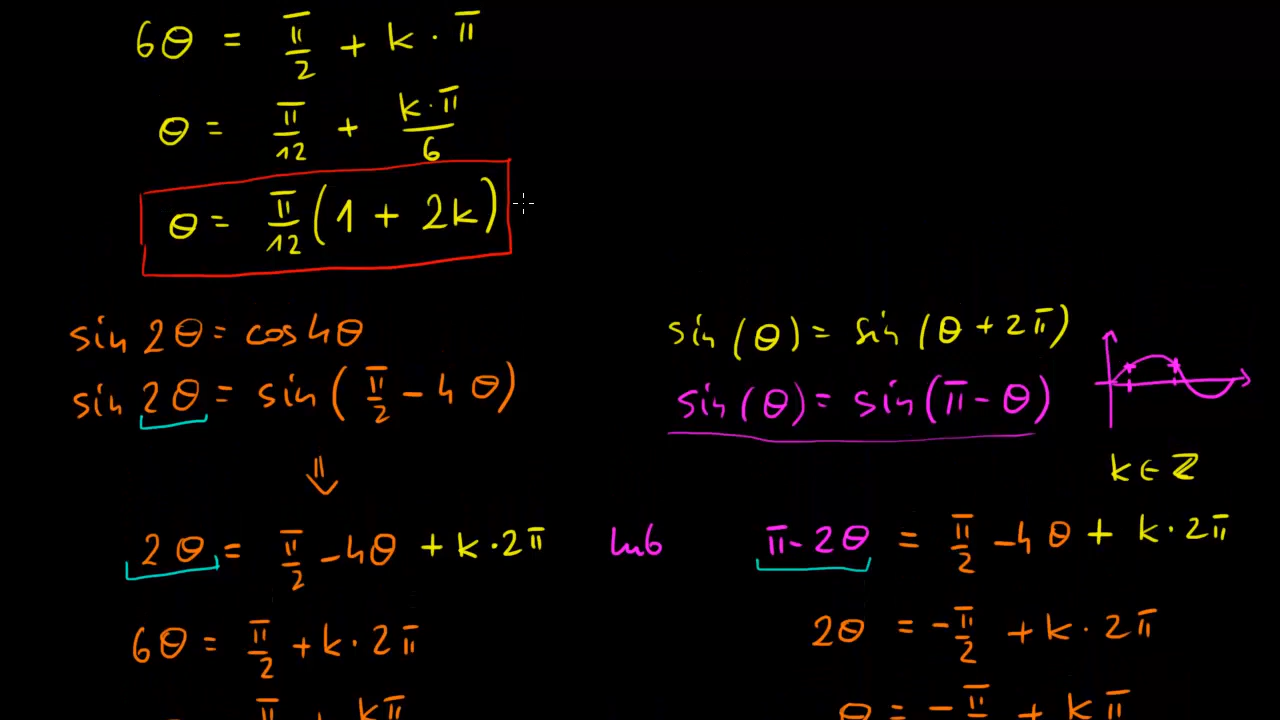 6θ = π/2 + k · π
θ = π/12 + k·π/6
θ = π/12 (1 + 2k)
sin 2θ = cos 4θ
sin 2θ = sin (π/2 - 4θ)
sin (θ) = sin (θ + 2π)
sin (θ) = sin (π - θ)
k ∈ ℤ
⇓
2θ = π/2 - 4θ + k · 2π lub π - 2θ = π/2 - 4θ + k · 2π
6θ = π/2 + k · 2π
2θ = -π/2 + k · 2π